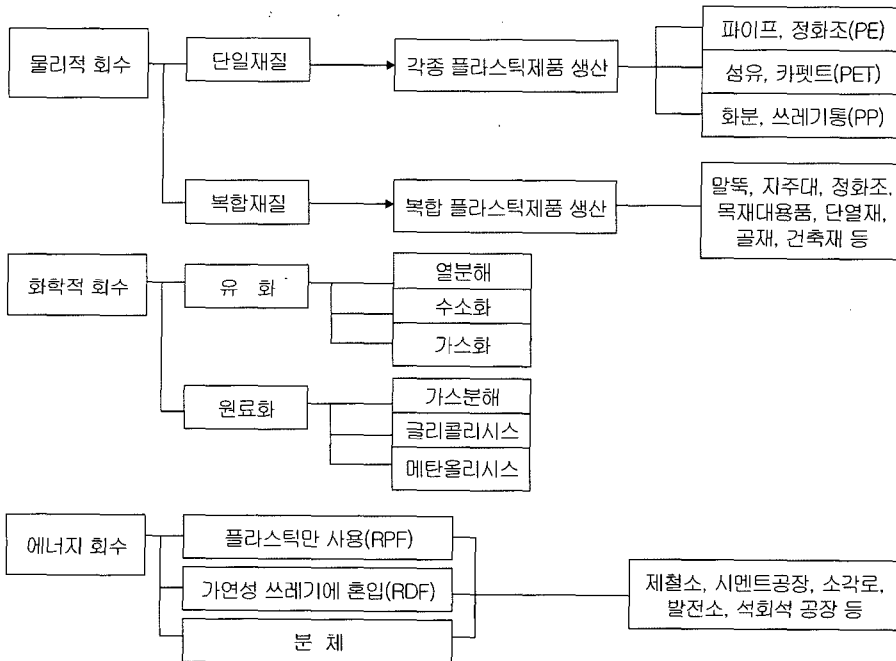 물리적 회수
단일재질
각종 플라스틱제품 생산
파이프, 정화조(PE)
섬유, 카펫트(PET)
화분, 쓰레기통(PP)
복합재질
복합 플라스틱제품 생산
말뚝, 지주대, 정화조,
목재대용품, 단열재,
골재, 건축재 등
화학적 회수
유 화
열분해
수소화
가스화
원료화
가스분해
글리콜리시스
메탄올리시스
에너지 회수
플라스틱만 사용(RPF)
가연성 쓰레기에 혼입(RDF)
분 체
제철소, 시멘트공장, 소각로,
발전소, 석회석 공장 등